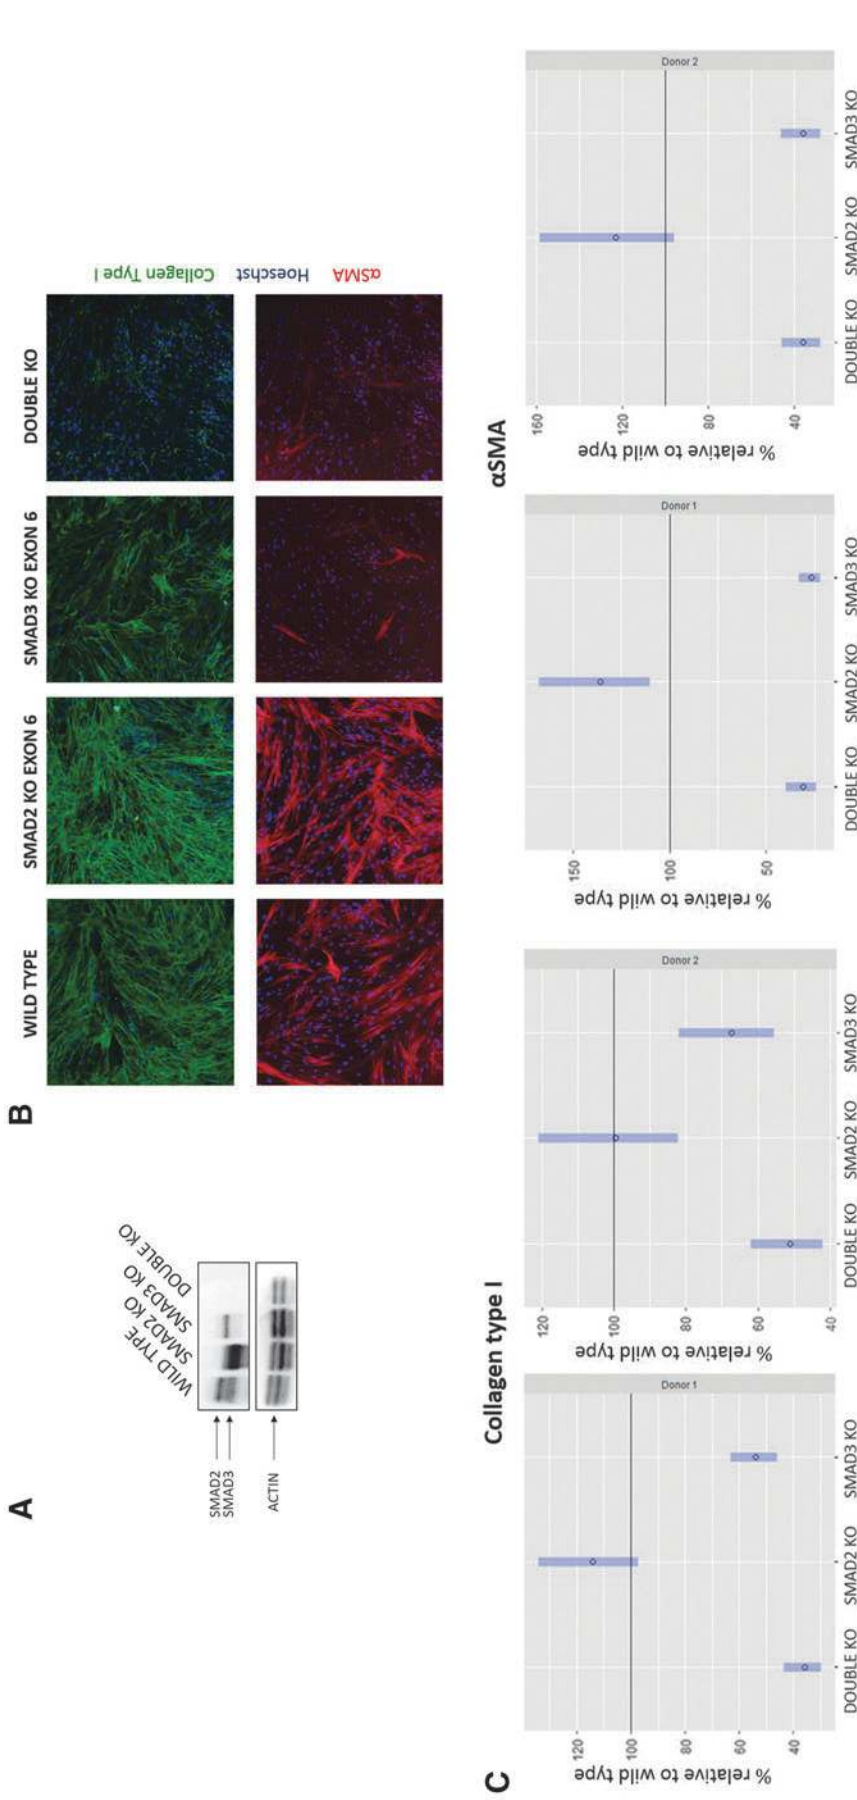 A
WILD TYPE
SMAD2 KO
SMAD3 KO
DOUBLE KO
SMAD2
SMAD3
ACTIN
B
WILD TYPE
SMAD2 KO EXON 6
SMAD3 KO EXON 6
DOUBLE KO
Collagen Type I
Hoeschst
αSMA
C
Collagen type I
% relative to wild type
120
100
80
60
40
Donor 1
DOUBLE KO
SMAD2 KO
SMAD3 KO
% relative to wild type
120
100
80
60
40
Donor 2
DOUBLE KO
SMAD2 KO
SMAD3 KO
αSMA
% relative to wild type
150
100
50
Donor 1
DOUBLE KO
SMAD2 KO
SMAD3 KO
% relative to wild type
160
120
80
40
Donor 2
DOUBLE KO
SMAD2 KO
SMAD3 KO